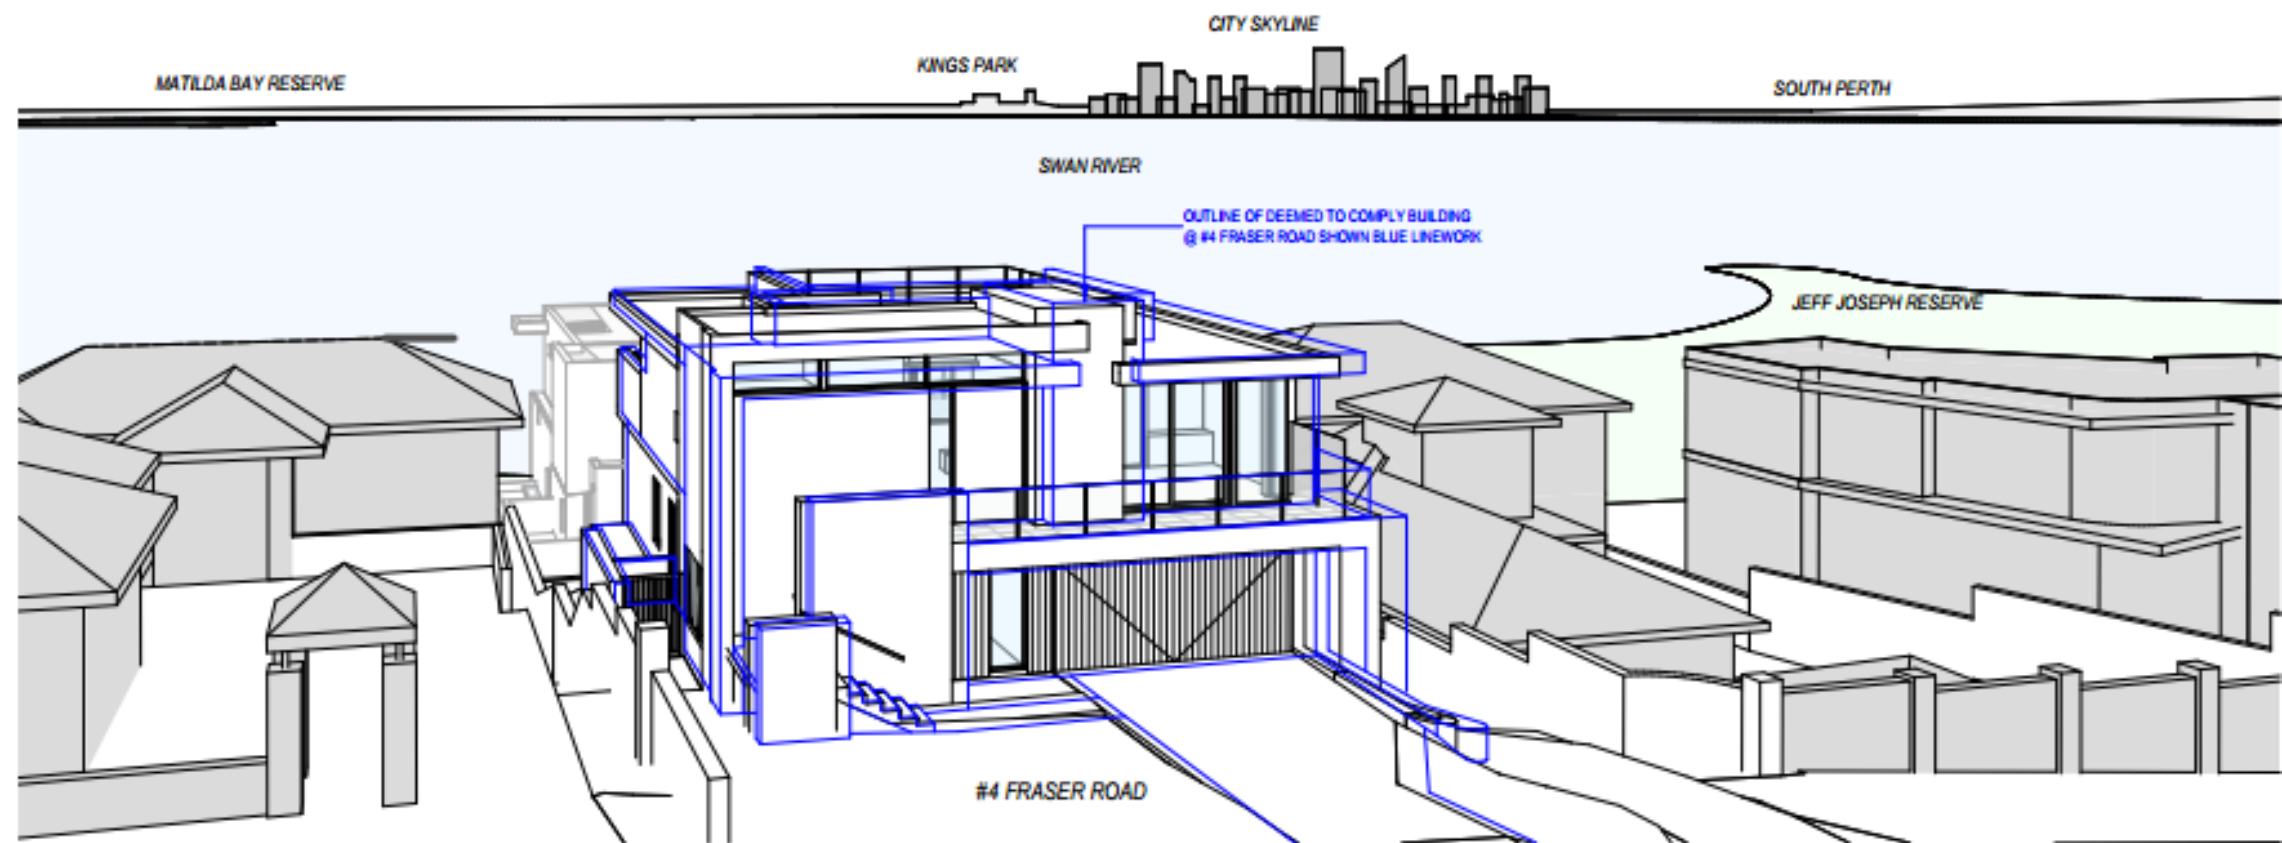 CITY SKYLINE
KINGS PARK
MATILDA BAY RESERVE
SOUTH PERTH
SWAN RIVER
OUTLINE OF DEEMED TO COMPLY BUILDING
@ #4 FRASER ROAD SHOWN BLUE LINEWORK
JEFF JOSEPH RESERVE
#4 FRASER ROAD